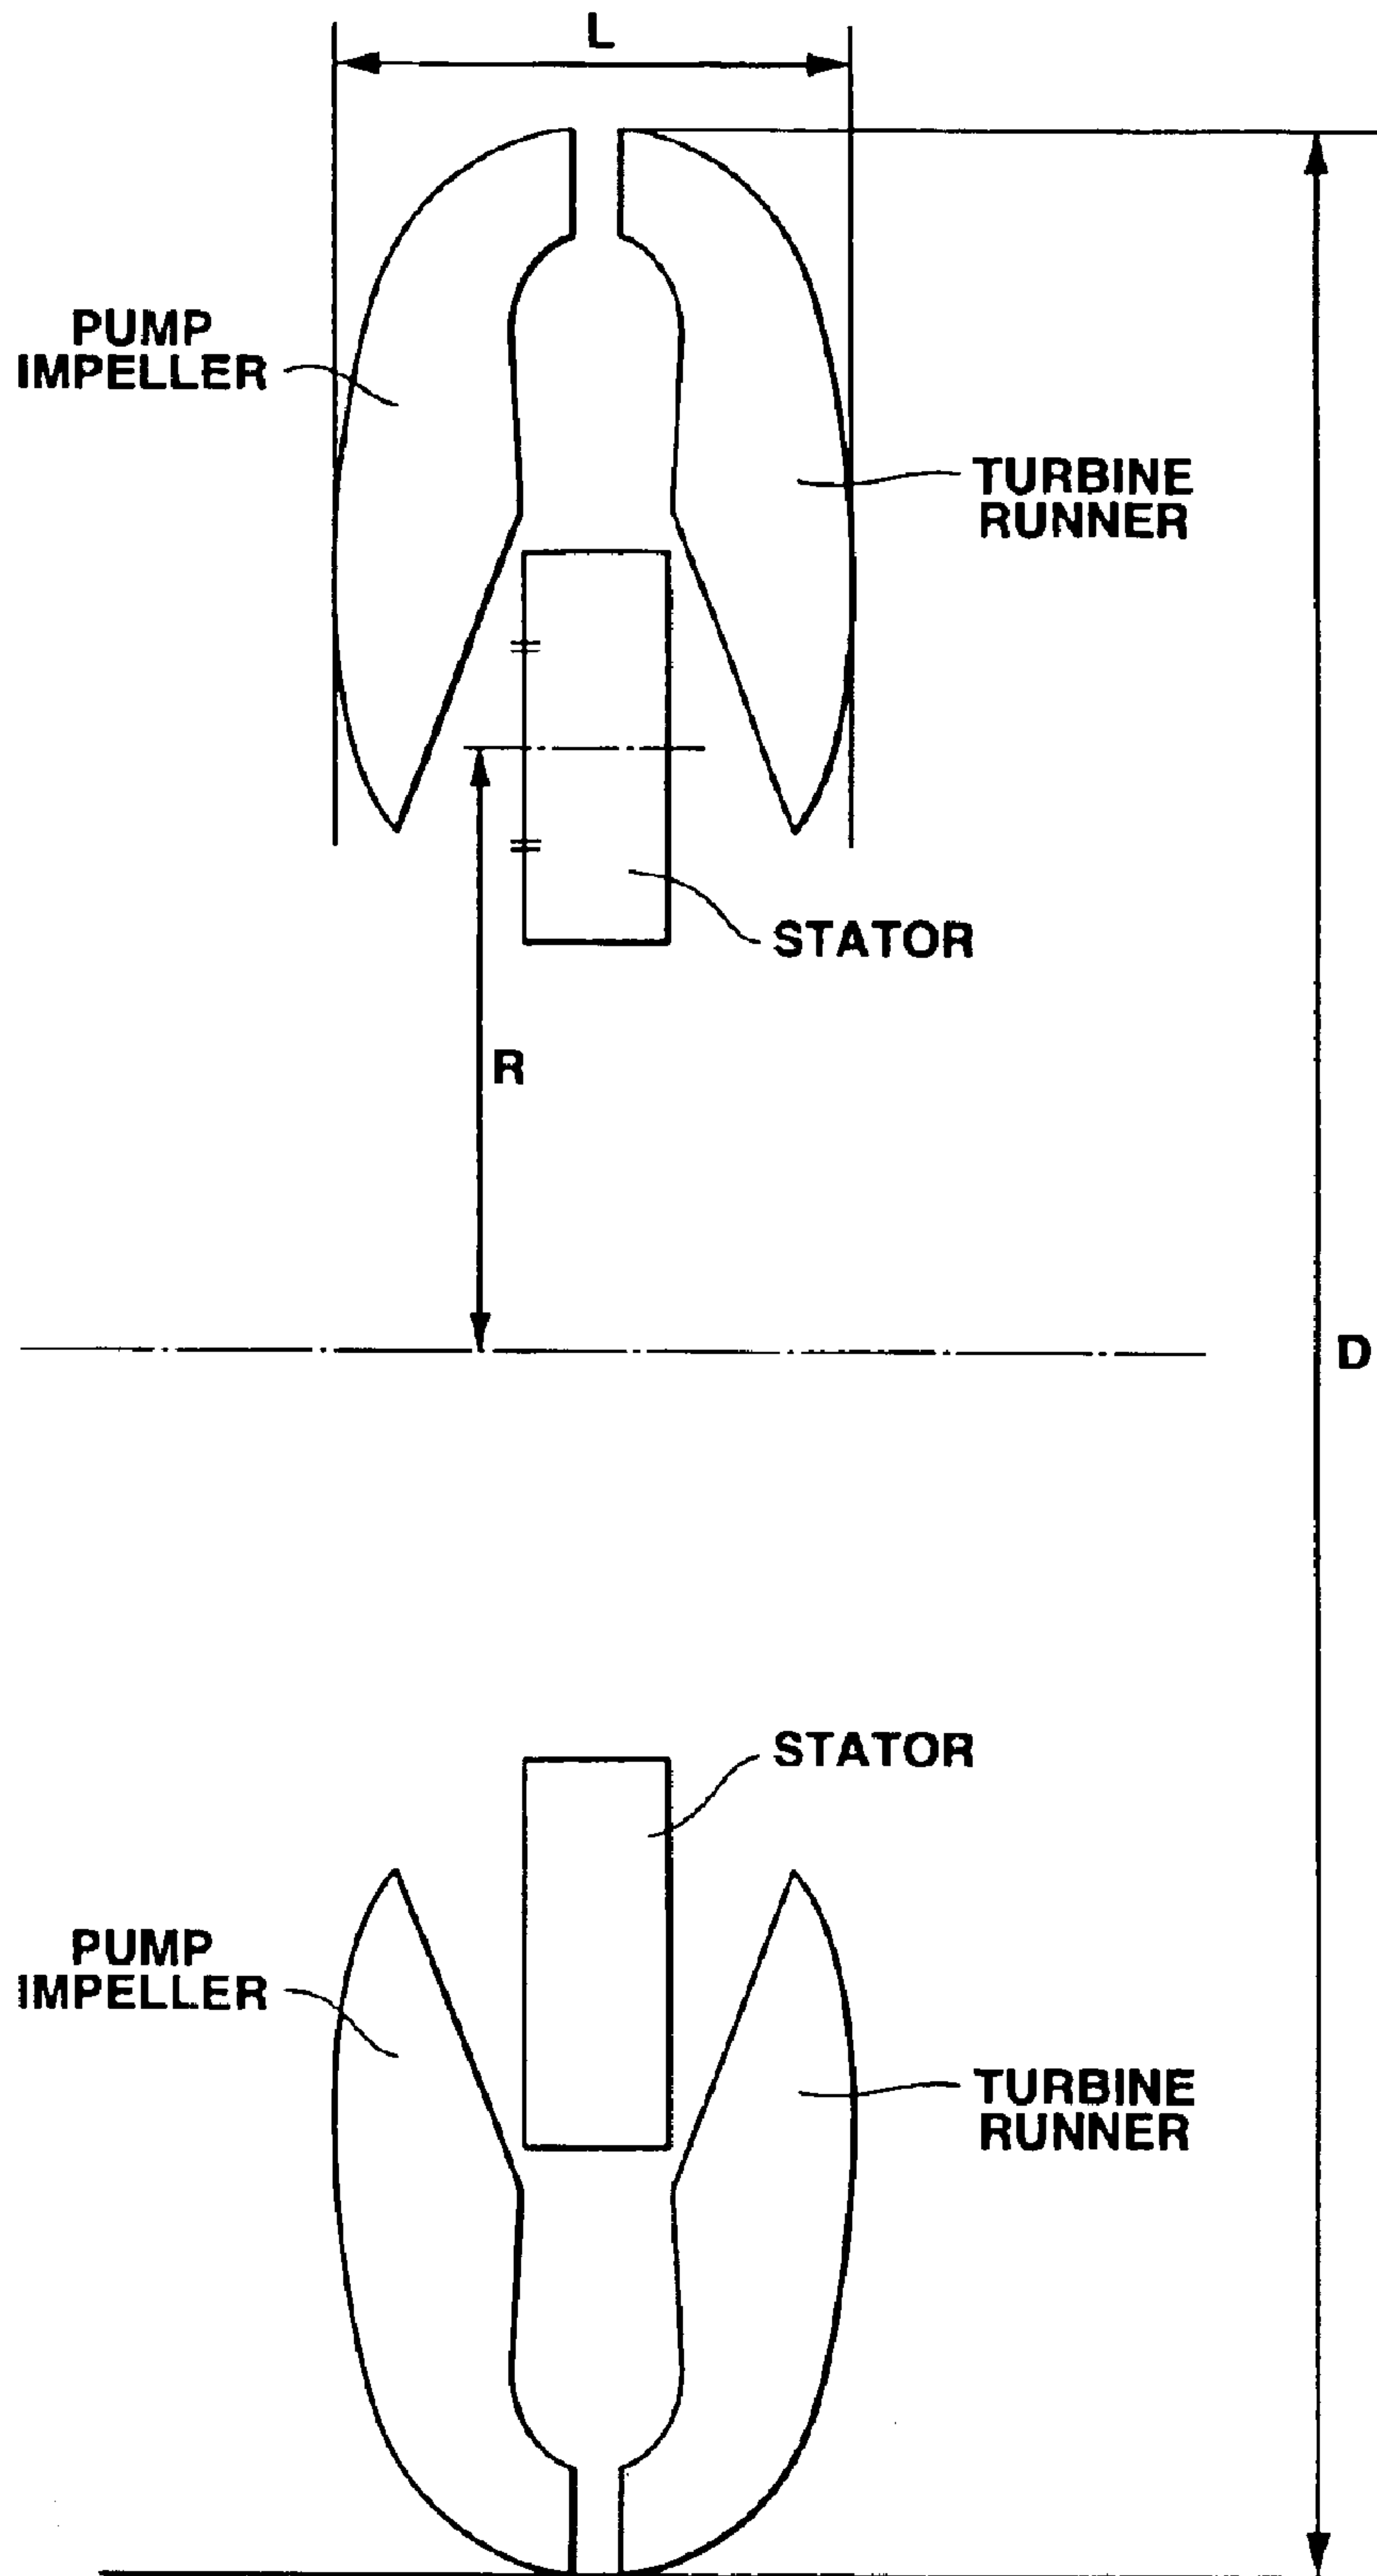 L
PUMP
IMPELLER
TURBINE
RUNNER
STATOR
R
D
STATOR
PUMP
IMPELLER
TURBINE
RUNNER